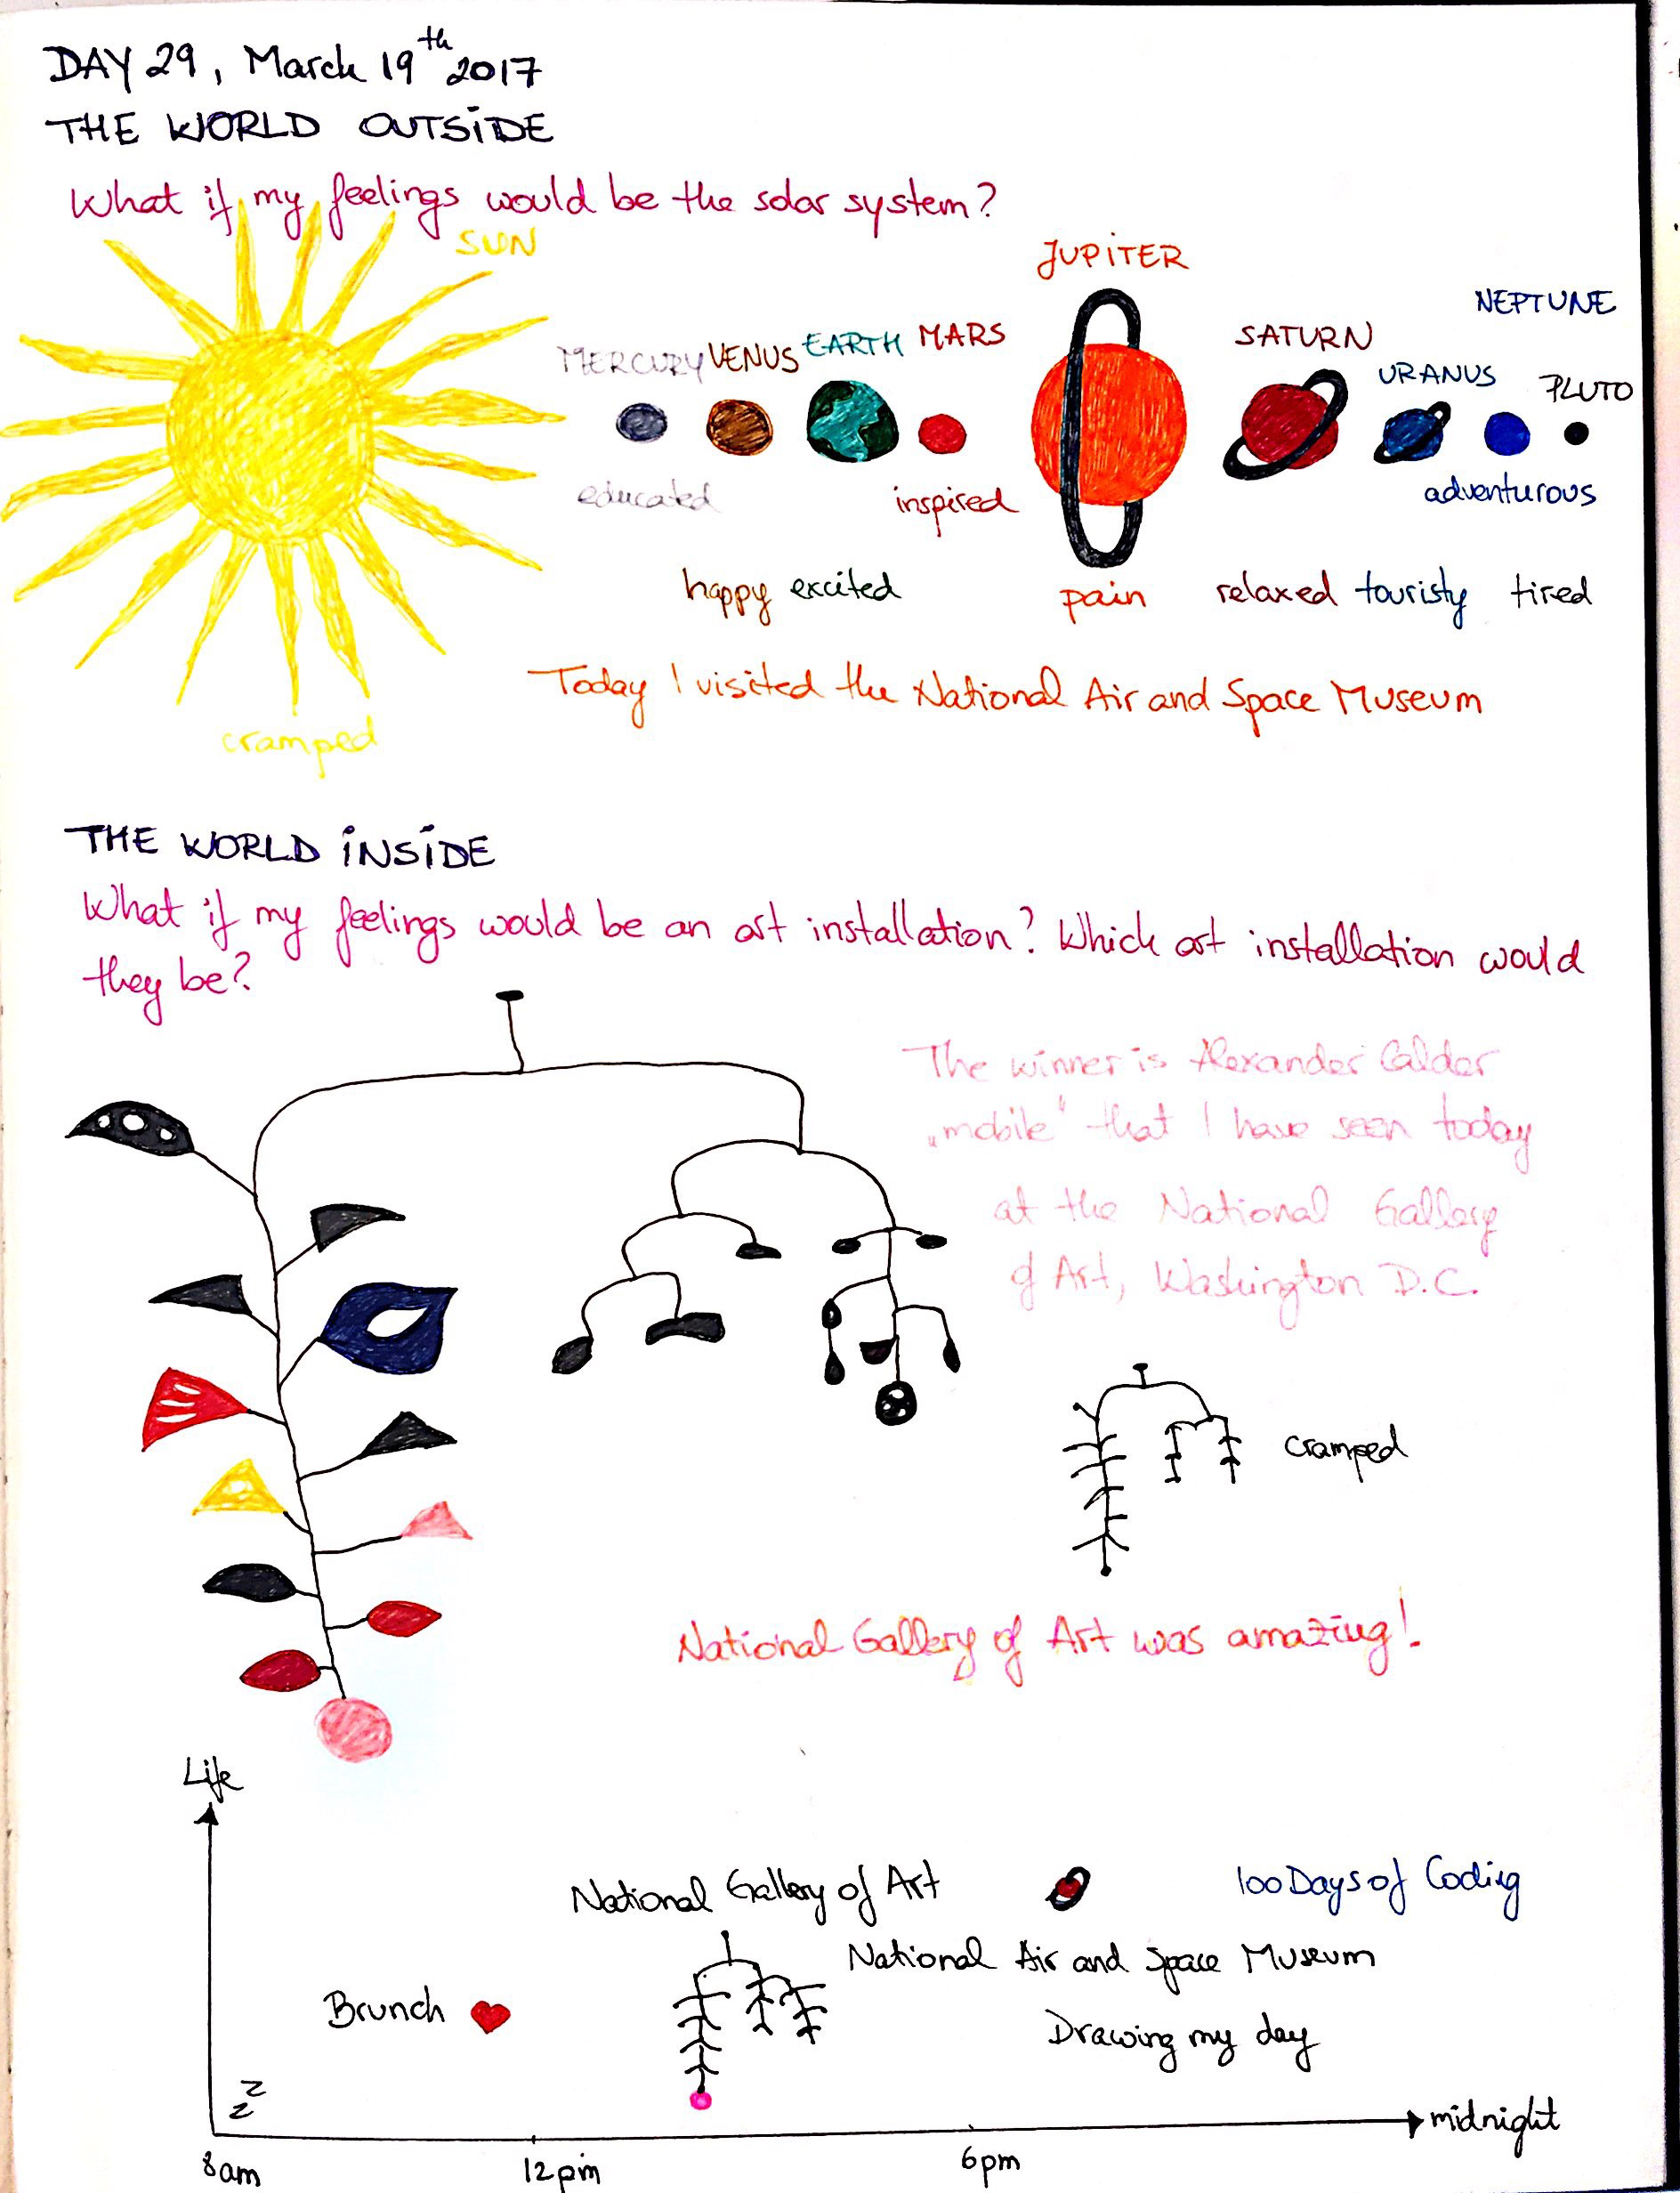 DAY 29, March 19th 2017
THE WORLD OUTSIDE
What if my feelings would be the solar system?
SUN
MERCURY VENUS EARTH MARS JUPITER SATURN URANUS NEPTUNE PLUTO
educated inspired adventurous
happy excited pain relaxed touristy tired
Today I visited the National Air and Space Museum
cramped
THE WORLD INSIDE
What if my feelings would be an art installation? Which art installation would
they be?
The winner is Alexander Calder
„mobile" that I have seen today
at the National Gallery
of Art, Washington D.C.
cramped
National Gallery of Art was amazing!
Life
National Gallery of Art
100 Days of Coding
National Air and Space Museum
Brunch
Drawing my day
z
z
midnight
8am 12pm 6pm